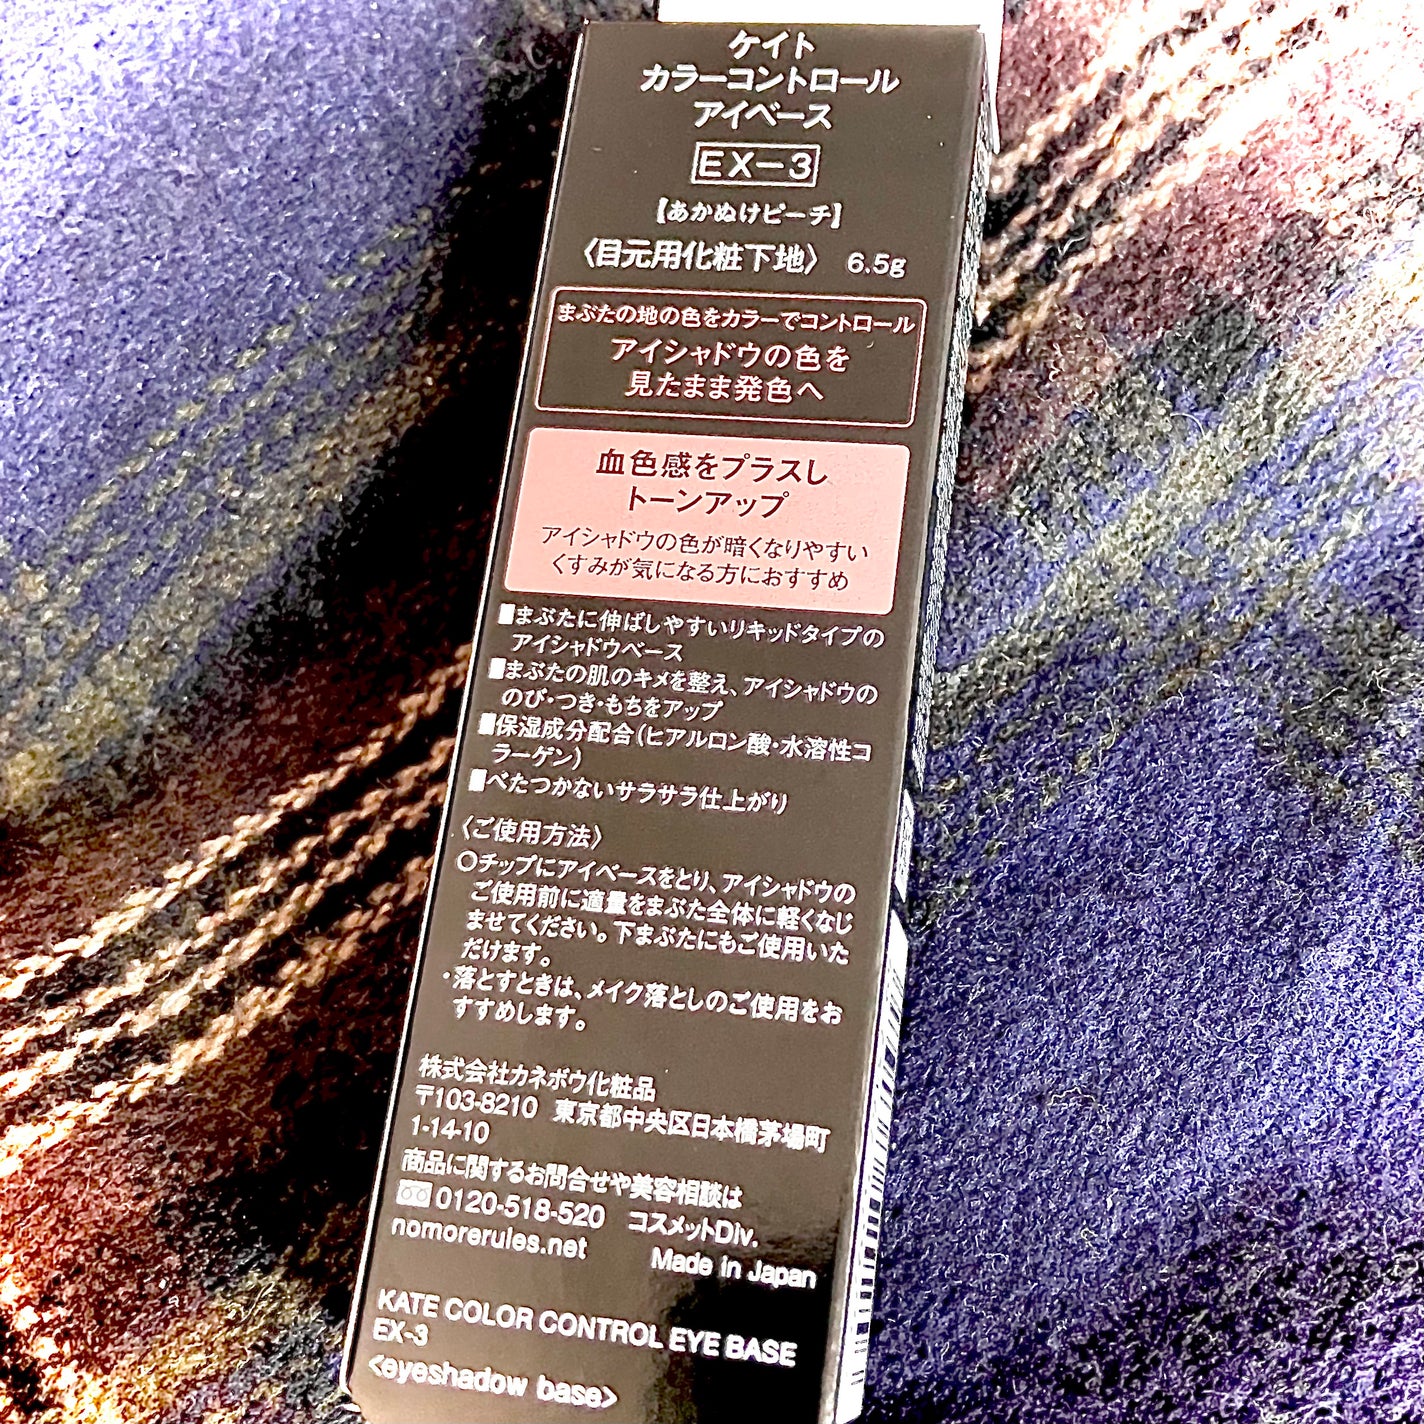 ケイト
カラーコントロール
アイベース
EX-3
【あかぬけピーチ】
〈目元用化粧下地〉 6.5g
まぶたの地の色をカラーでコントロール
アイシャドウの色を
見たまま発色へ
血色感をプラスし
トーンアップ
アイシャドウの色が暗くなりやすい
くすみが気になる方におすすめ
■まぶたに伸ばしやすいリキッドタイプの
アイシャドウベース
■まぶたの肌のキメを整え、アイシャドウの
のび・つき・もちをアップ
■保湿成分配合(ヒアルロン酸・水溶性コ
ラーゲン)
■べたつかないサラサラ仕上がり
〈ご使用方法〉
○チップにアイベースをとり、アイシャドウの
ご使用前に適量をまぶた全体に軽くなじ
ませてください。下まぶたにもご使用いた
だけます。
・落とすときは、メイク落としのご使用をお
すすめします。
株式会社カネボウ化粧品
〒103-8210 東京都中央区日本橋茅場町
1-14-10
商品に関するお問合せや美容相談は
0120-518-520 コスメットDiv.
nomorerules.net Made in Japan
KATE COLOR CONTROL EYE BASE
EX-3
<eyeshadow base>